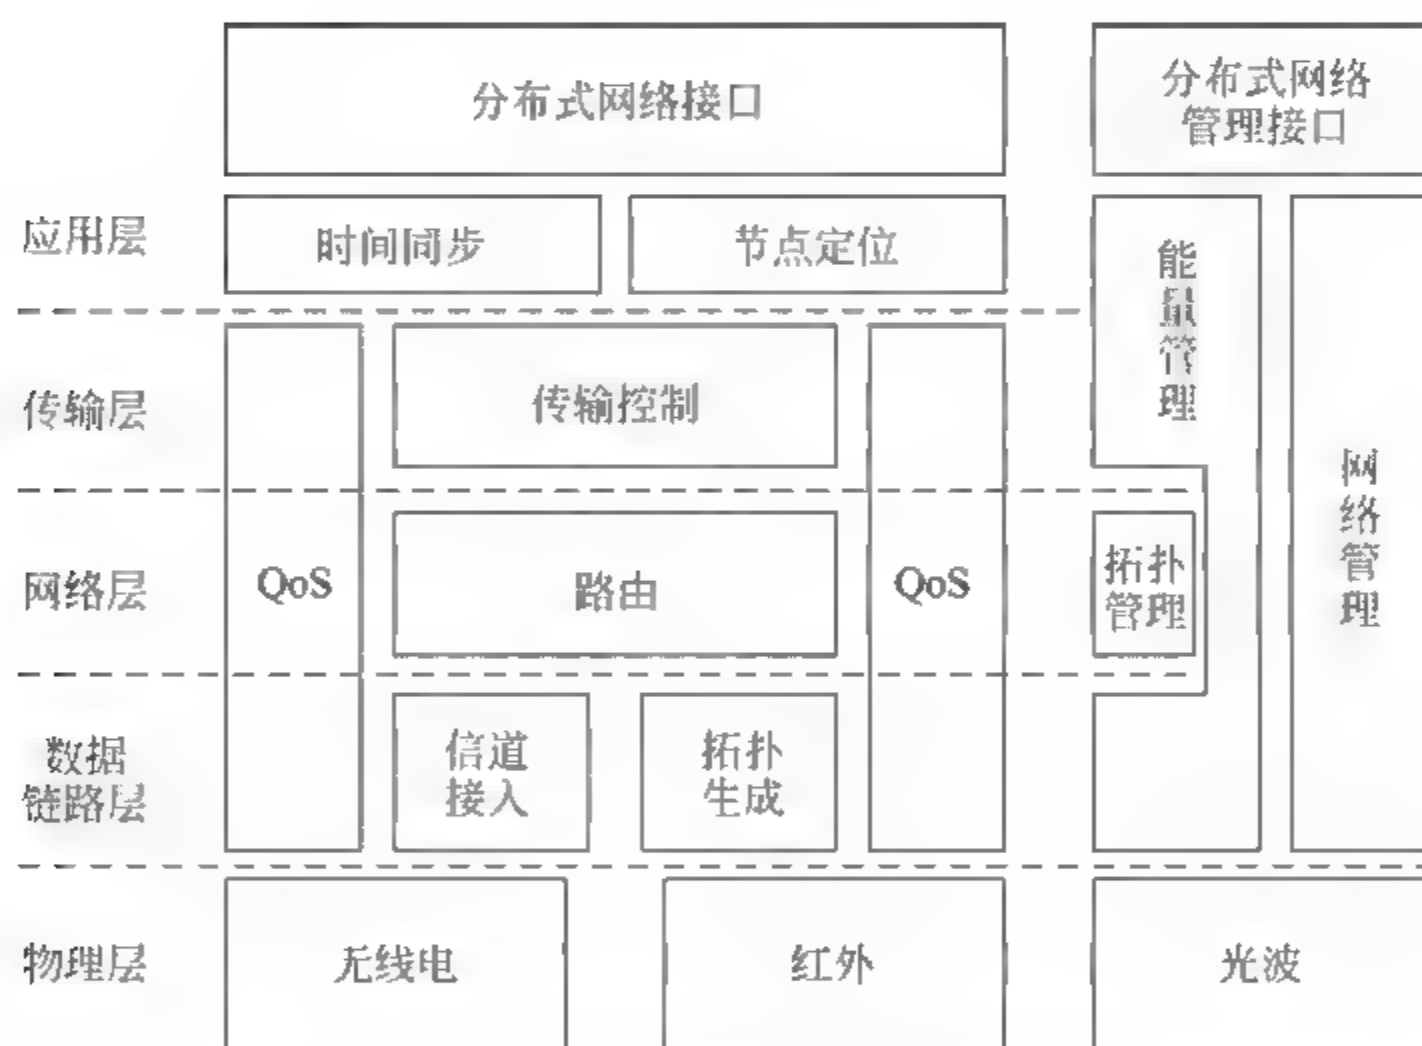 分布式网络接口
分布式网络
管理接口
应用层
时间同步
节点定位
能
量
管
理
传输层
传输控制
网
络
管
理
网络层
QoS
路由
QoS
拓扑
管理
数据
链路层
信道
接入
拓扑
生成
物理层
无线电
红外
光波